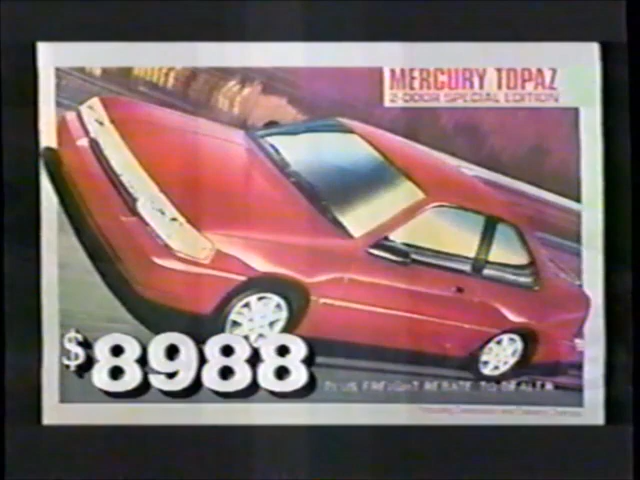 MERCURY TOPAZ
2-DOOR SPECIAL EDITION
$8988
PLUS FREIGHT REBATE TO DEALER